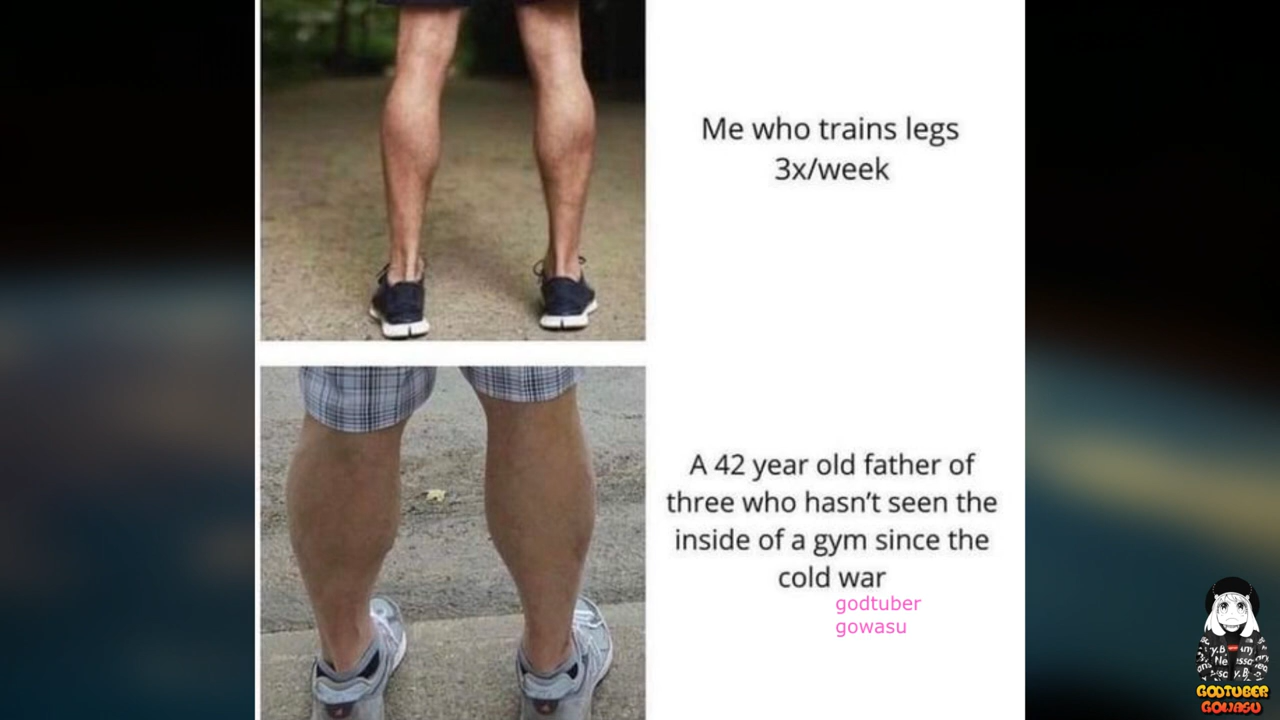 Me who trains legs
3x/week
A 42 year old father of
three who hasn't seen the
inside of a gym since the
cold war
godtuber
gowasu
GODTUBER
GOWASU